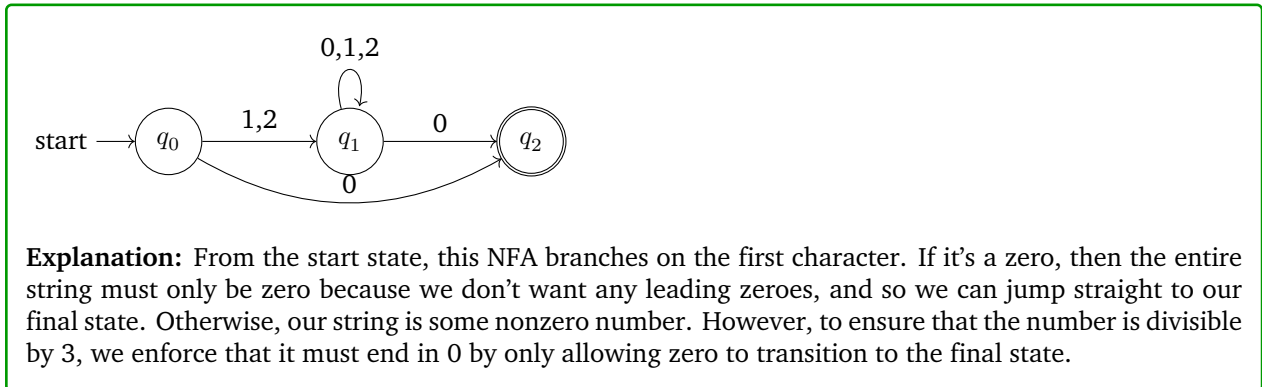 0,1,2
start
q0
1,2
q1
0
q2
0
Explanation: From the start state, this NFA branches on the first character. If it's a zero, then the entire
string must only be zero because we don't want any leading zeroes, and so we can jump straight to our
final state. Otherwise, our string is some nonzero number. However, to ensure that the number is divisible
by 3, we enforce that it must end in 0 by only allowing zero to transition to the final state.